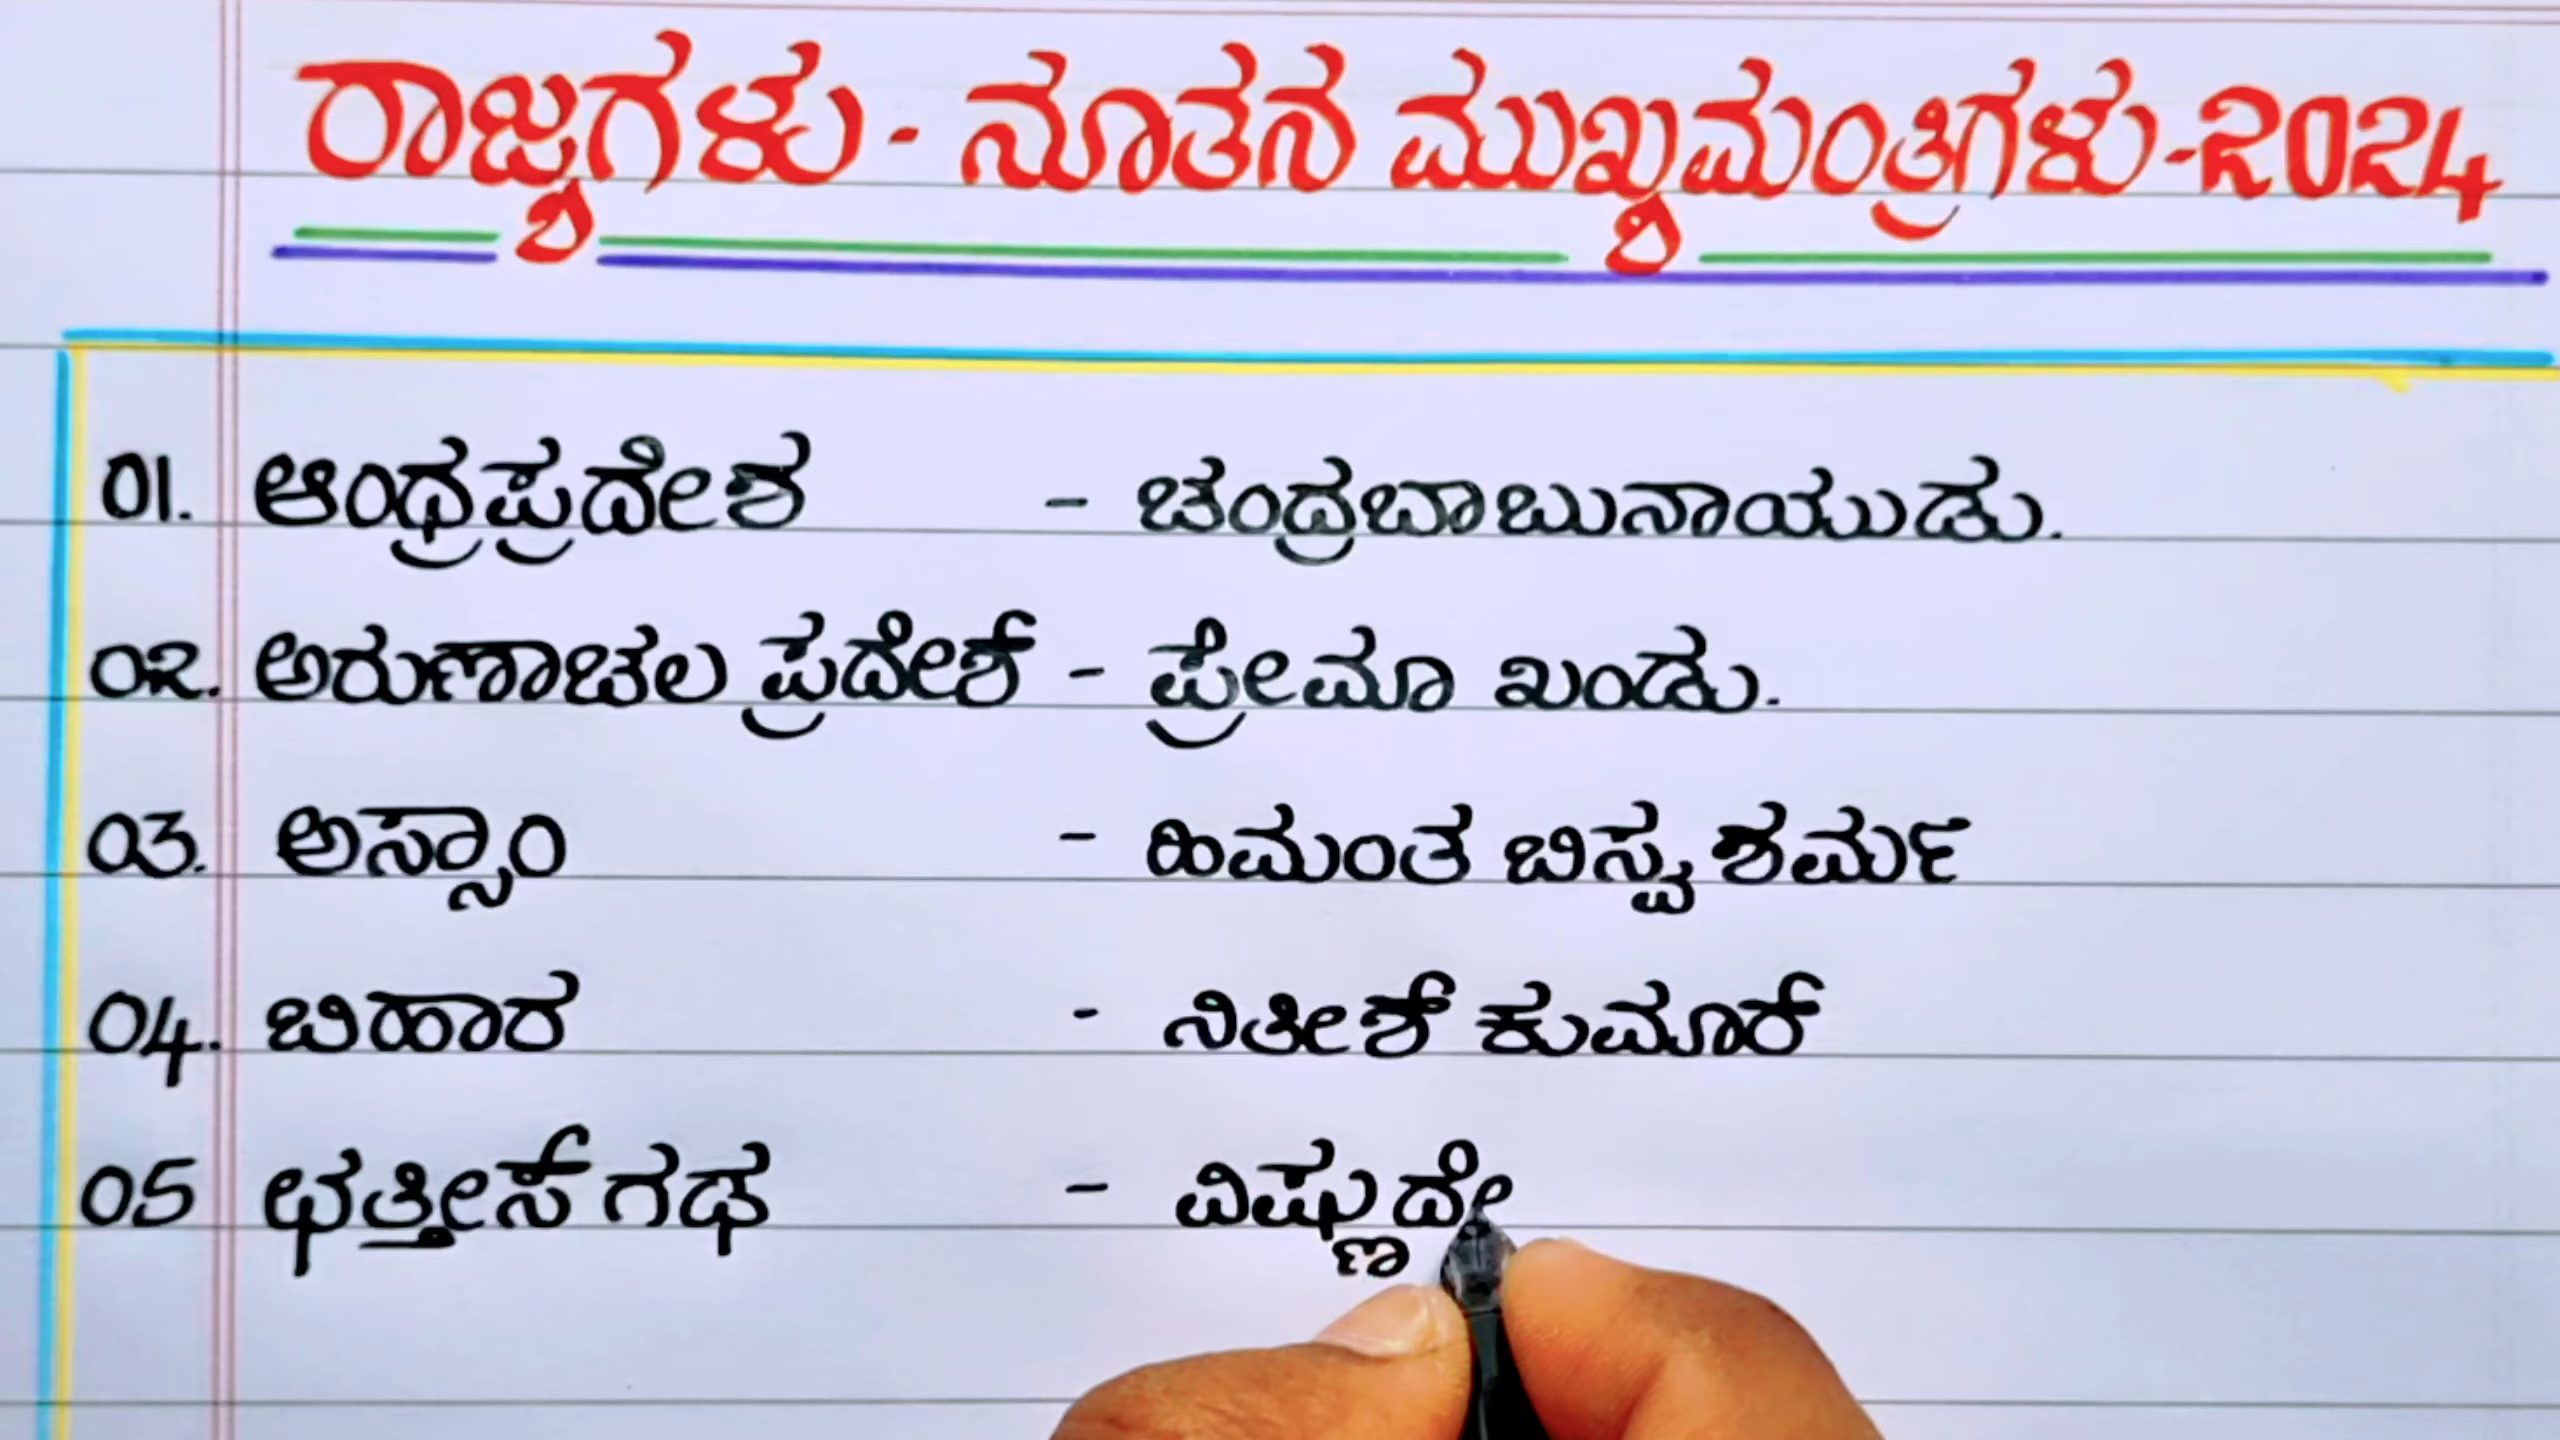 ರಾಜ್ಯಗಳು - ನೂತನ ಮುಖ್ಯಮಂತ್ರಿಗಳು-2024
01. ಆಂಧ್ರಪ್ರದೇಶ - ಚಂದ್ರಬಾಬುನಾಯುಡು.
02. ಅರುಣಾಚಲ ಪ್ರದೇಶ್ - ಪ್ರೇಮಾ ಖಂಡು.
03. ಅಸ್ಸಾಂ - ಹಿಮಂತ ಬಿಸ್ವ ಶರ್ಮ
04. ಬಿಹಾರ - ನಿತೀಶ್ ಕುಮಾರ್
05 ಛತ್ತೀಸ್ ಗಢ - ವಿಷ್ಣುದೇ